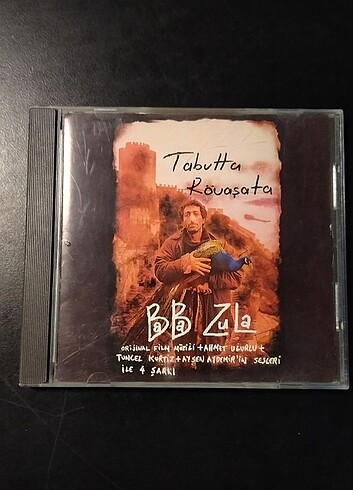 Tabutta
Rövaşata
BaBa ZuLa
ORİJİNAL FİLM MÜZİĞİ + AHMET UĞURLU +
TUNCEL KURTİZ + AYŞEN AYDEMİR'İN SESLERİ
İLE 4 ŞARKI